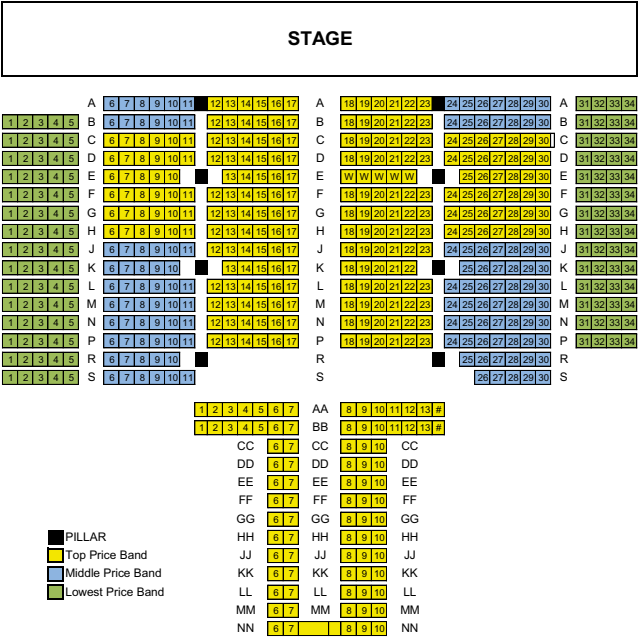 STAGE
A 6 7 8 9 10 11 12 13 14 15 16 17 A 18 19 20 21 22 23 24 25 26 27 28 29 30 A 31 32 33 34
1 2 3 4 5 B 6 7 8 9 10 11 12 13 14 15 16 17 B 18 19 20 21 22 23 24 25 26 27 28 29 30 B 31 32 33 34
1 2 3 4 5 C 6 7 8 9 10 11 12 13 14 15 16 17 C 18 19 20 21 22 23 24 25 26 27 28 29 30 C 31 32 33 34
1 2 3 4 5 D 6 7 8 9 10 11 12 13 14 15 16 17 D 18 19 20 21 22 23 24 25 26 27 28 29 30 D 31 32 33 34
1 2 3 4 5 E 6 7 8 9 10 13 14 15 16 17 E W W W W W 25 26 27 28 29 30 E 31 32 33 34
1 2 3 4 5 F 6 7 8 9 10 11 12 13 14 15 16 17 F 18 19 20 21 22 23 24 25 26 27 28 29 30 F 31 32 33 34
1 2 3 4 5 G 6 7 8 9 10 11 12 13 14 15 16 17 G 18 19 20 21 22 23 24 25 26 27 28 29 30 G 31 32 33 34
1 2 3 4 5 H 6 7 8 9 10 11 12 13 14 15 16 17 H 18 19 20 21 22 23 24 25 26 27 28 29 30 H 31 32 33 34
1 2 3 4 5 J 6 7 8 9 10 11 12 13 14 15 16 17 J 18 19 20 21 22 23 24 25 26 27 28 29 30 J 31 32 33 34
1 2 3 4 5 K 6 7 8 9 10 13 14 15 16 17 K 18 19 20 21 22 25 26 27 28 29 30 K 31 32 33 34
1 2 3 4 5 L 6 7 8 9 10 11 12 13 14 15 16 17 L 18 19 20 21 22 23 24 25 26 27 28 29 30 L 31 32 33 34
1 2 3 4 5 M 6 7 8 9 10 11 12 13 14 15 16 17 M 18 19 20 21 22 23 24 25 26 27 28 29 30 M 31 32 33 34
1 2 3 4 5 N 6 7 8 9 10 11 12 13 14 15 16 17 N 18 19 20 21 22 23 24 25 26 27 28 29 30 N 31 32 33 34
1 2 3 4 5 P 6 7 8 9 10 11 12 13 14 15 16 17 P 18 19 20 21 22 23 24 25 26 27 28 29 30 P 31 32 33 34
1 2 3 4 5 R 6 7 8 9 10 R 25 26 27 28 29 30 R
1 2 3 4 5 S 6 7 8 9 10 11 S 26 27 28 29 30 S
1 2 3 4 5 6 7 AA 8 9 10 11 12 13 #
1 2 3 4 5 6 7 BB 8 9 10 11 12 13 #
CC 6 7 CC 8 9 10 CC
DD 6 7 DD 8 9 10 DD
EE 6 7 EE 8 9 10 EE
FF 6 7 FF 8 9 10 FF
GG 6 7 GG 8 9 10 GG
HH 6 7 HH 8 9 10 HH
JJ 6 7 JJ 8 9 10 JJ
KK 6 7 KK 8 9 10 KK
LL 6 7 LL 8 9 10 LL
MM 6 7 MM 8 9 10 MM
NN 6 7 8 9 10 NN
PILLAR
Top Price Band
Middle Price Band
Lowest Price Band